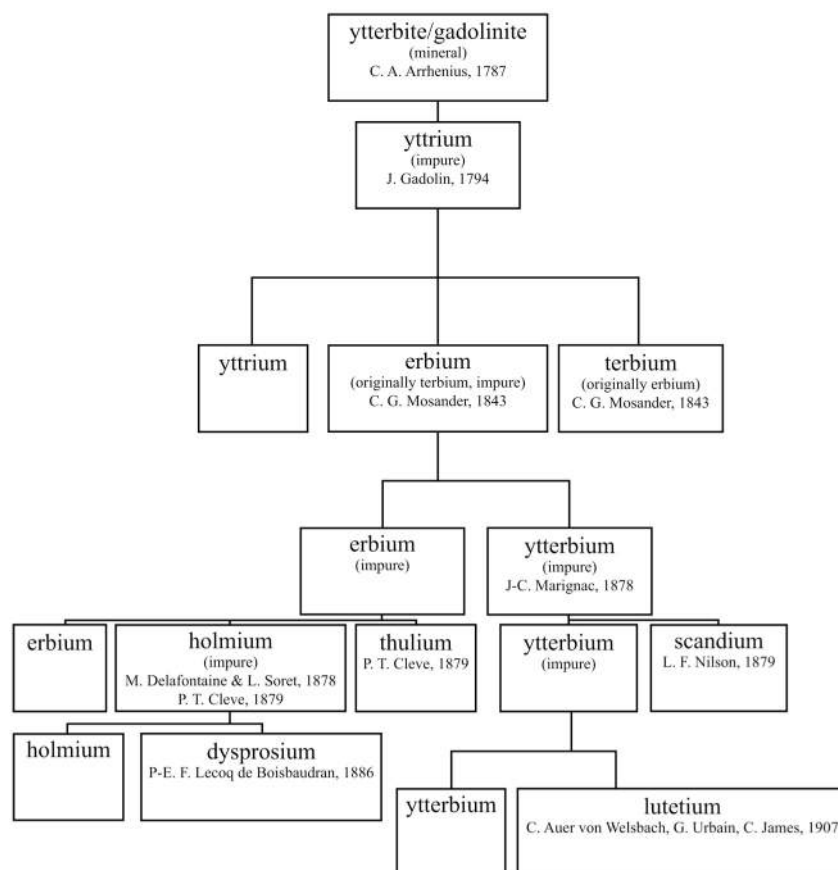 ytterbite/gadolinite
(mineral)
C. A. Arrhenius, 1787
yttrium
(impure)
J. Gadolin, 1794
yttrium
erbium
(originally terbium, impure)
C. G. Mosander, 1843
terbium
(originally erbium)
C. G. Mosander, 1843
erbium
(impure)
ytterbium
(impure)
J-C. Marignac, 1878
erbium
holmium
(impure)
M. Delafontaine & L. Soret, 1878
P. T. Cleve, 1879
thulium
P. T. Cleve, 1879
ytterbium
(impure)
scandium
L. F. Nilson, 1879
holmium
dysprosium
P-E. F. Lecoq de Boisbaudran, 1886
ytterbium
lutetium
C. Auer von Welsbach, G. Urbain, C. James, 1907